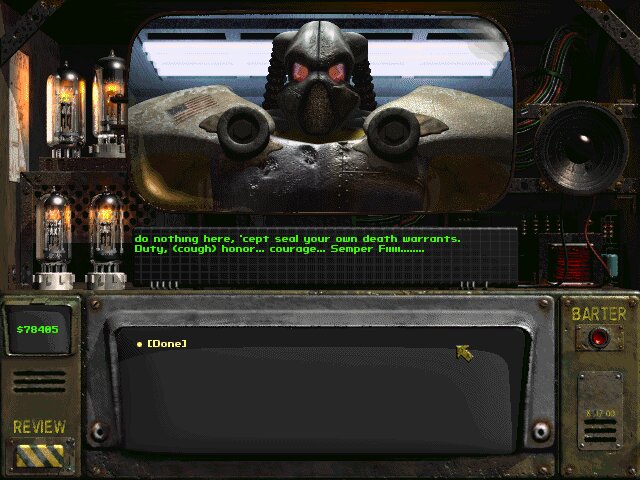 do nothing here, 'cept seal your own death warrants.
Duty, (cough) honor... courage... Semper Fiiiii........
$78405
• [Done]
BARTER
REVIEW